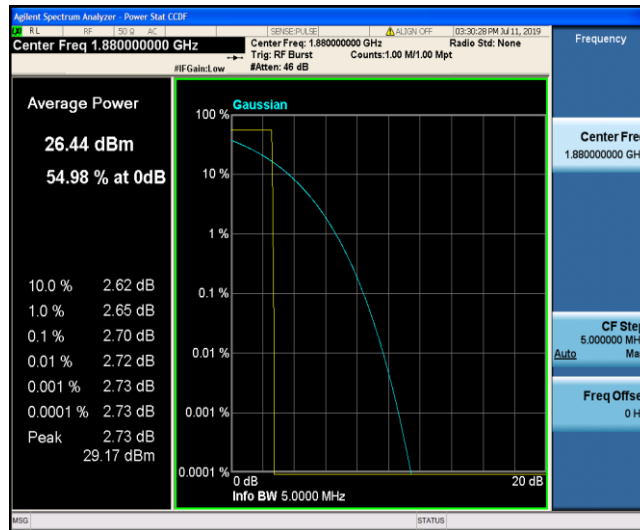 Agilent Spectrum Analyzer - Power Stat CCDF
RL RF 50 Ω AC SENSE:PULSE ALIGN OFF 03:30:28 PM Jul 11, 2019
Center Freq 1.880000000 GHz
Center Freq: 1.880000000 GHz Radio Std: None
Trig: RF Burst Counts:1.00 M/1.00 Mpt
#IFGain:Low #Atten: 46 dB
Frequency
Average Power
26.44 dBm
54.98 % at 0dB
10.0 % 2.62 dB
1.0 % 2.65 dB
0.1 % 2.70 dB
0.01 % 2.72 dB
0.001 % 2.73 dB
0.0001 % 2.73 dB
Peak 2.73 dB
29.17 dBm
Gaussian
100 %
10 %
1 %
0.1 %
0.01 %
0.001 %
0.0001 %
0 dB 20 dB
Info BW 5.0000 MHz
Center Fre
1.880000000 GH
CF Step
5.000000 MH
Auto Ma
Freq Offse
0 H
MSG STATUS